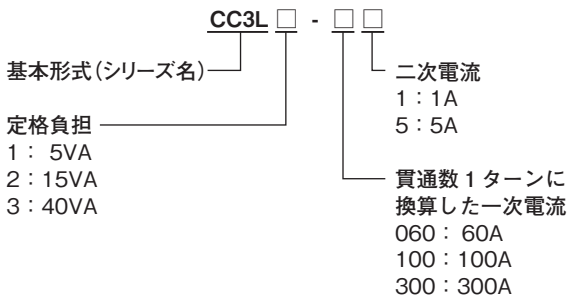 CC3L□ - □□
基本形式(シリーズ名)
定格負担
1： 5VA
2：15VA
3：40VA
二次電流
1：1A
5：5A
貫通数1ターンに
換算した一次電流
060： 60A
100：100A
300：300A